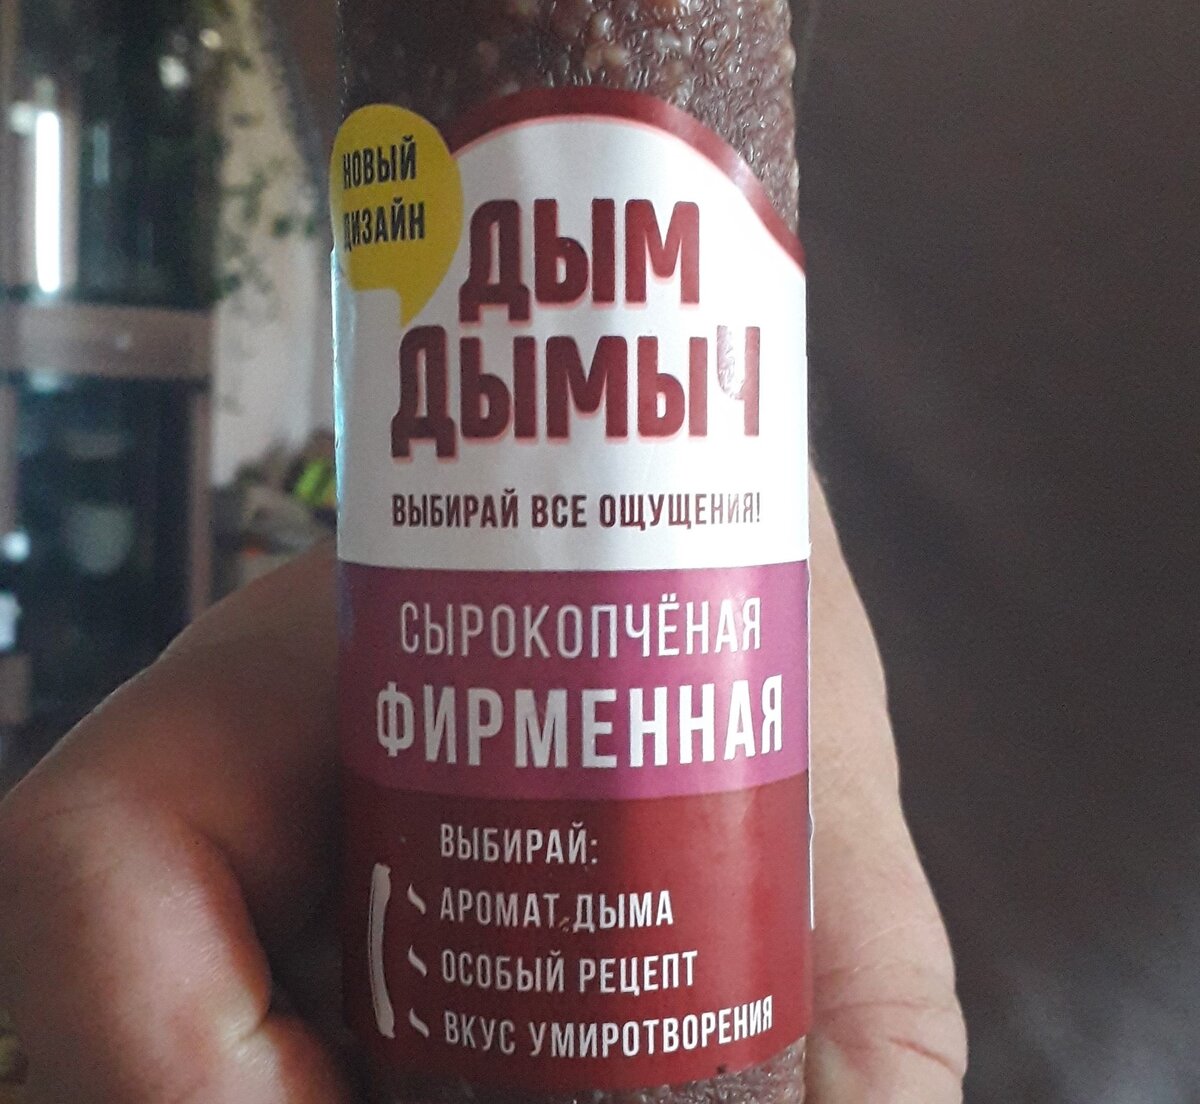 НОВЫЙ
ДИЗАЙН
ДЫМ
ДЫМЫЧ
ВЫБИРАЙ ВСЕ ОЩУЩЕНИЯ!
СЫРОКОПЧЁНАЯ
ФИРМЕННАЯ
ВЫБИРАЙ:
АРОМАТ ДЫМА
ОСОБЫЙ РЕЦЕПТ
ВКУС УМИРОТВОРЕНИЯ